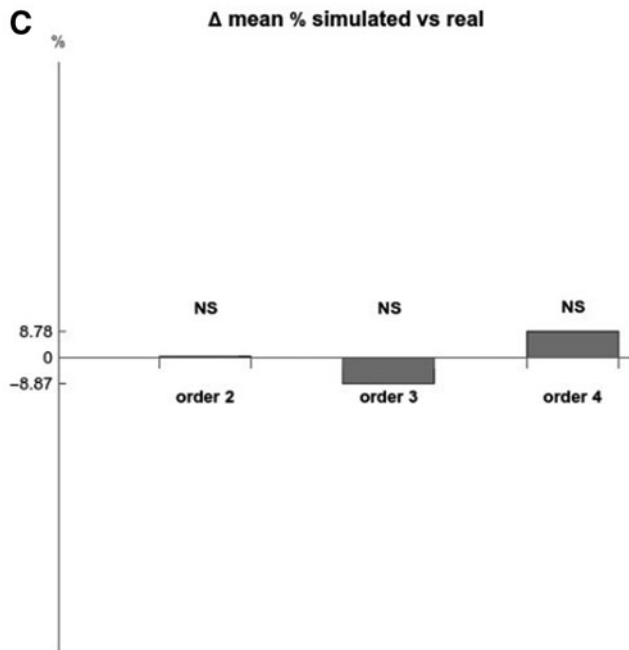 C
Δ mean % simulated vs real
%
NS NS NS
8.78
0
−8.87
order 2 order 3 order 4